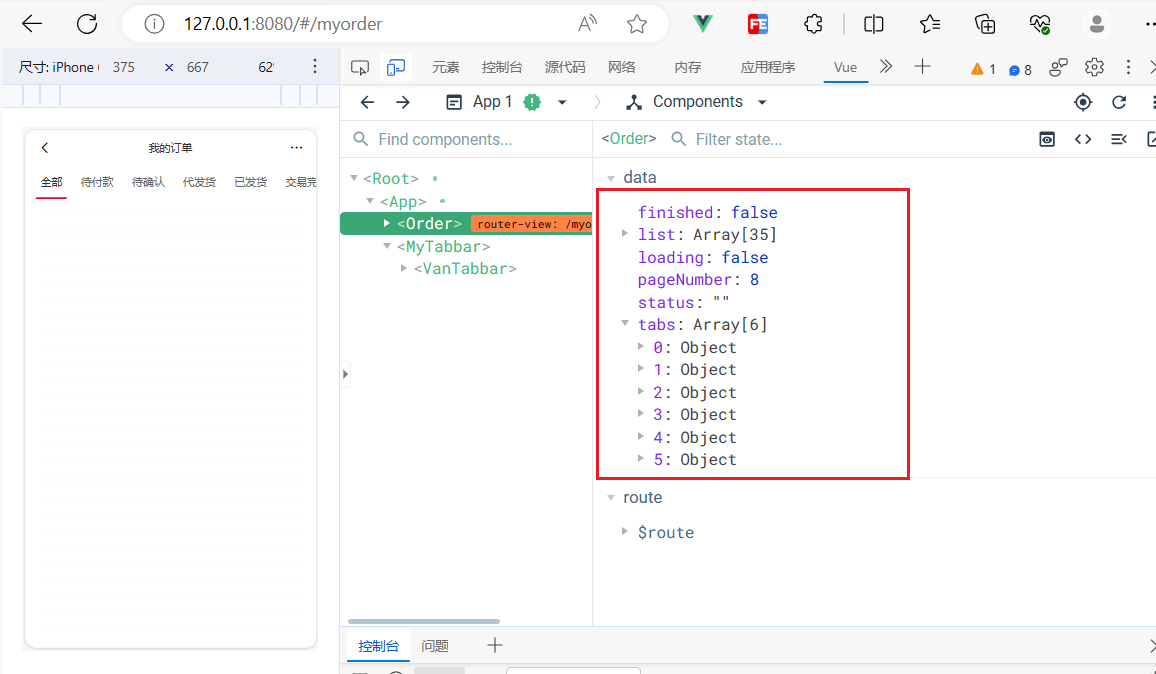 127.0.0.1:8080/#/myorder
尺寸: iPhone 375 × 667 62
元素 控制台 源代码 网络 内存 应用程序 Vue 1 8
App 1 Components
Find components...
<Order> Filter state...
我的订单
全部 待付款 待确认 代发货 已发货 交易完
<Root>
<App>
<Order> router-view: /myo
<MyTabbar>
<VanTabbar>
data
finished: false
list: Array[35]
loading: false
pageNumber: 8
status: ""
tabs: Array[6]
0: Object
1: Object
2: Object
3: Object
4: Object
5: Object
route
$route
控制台 问题